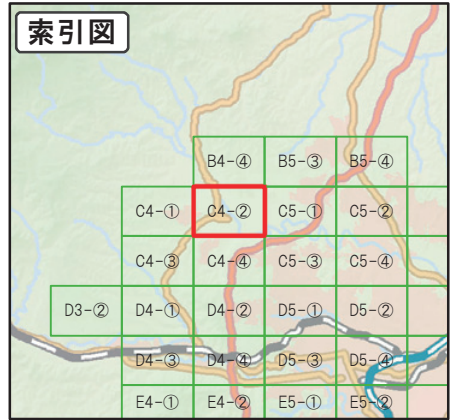 索引図
B4-④ B5-③ B5-④
C4-① C4-② C5-① C5-②
C4-③ C4-④ C5-③ C5-④
D3-② D4-① D4-② D5-① D5-②
D4-③ D4-④ D5-③ D5-④
E4-① E4-② E5-① E5-②